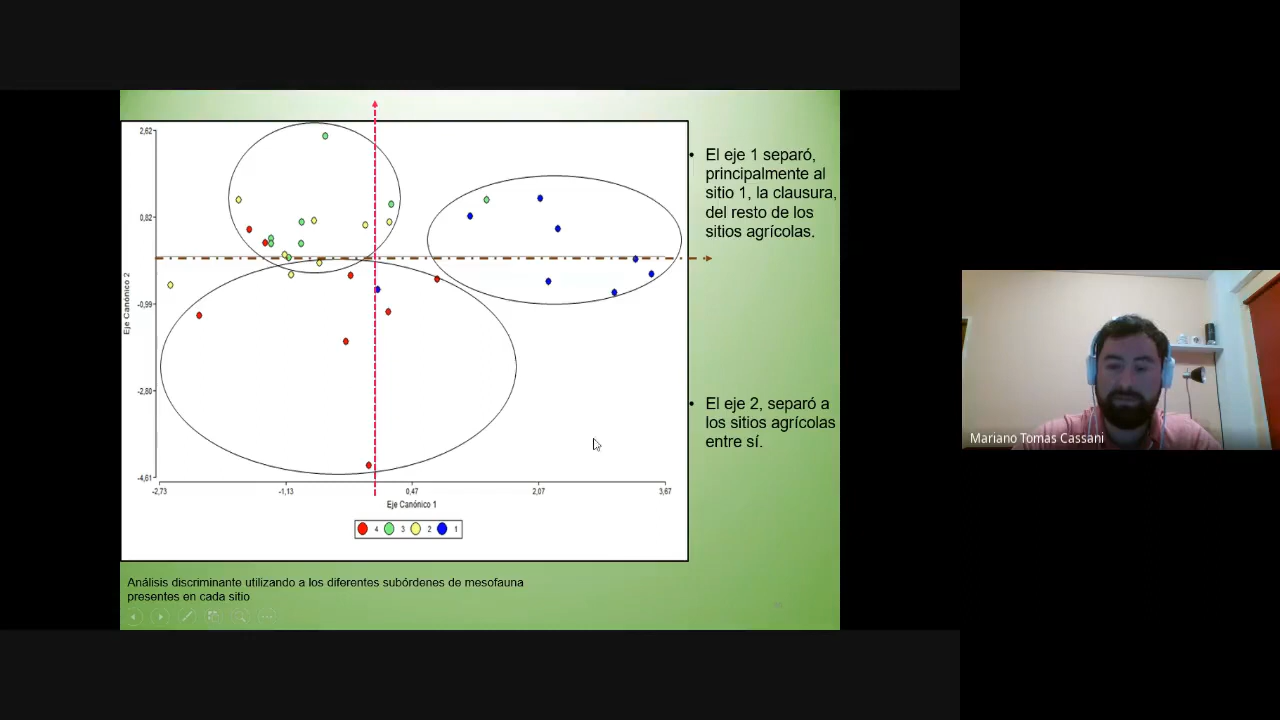 2,62
0,82
-0,99
-2,80
-4,61
Eje Canónico 2
-2,73
-1,13
0,47
2,07
3,67
Eje Canónico 1
4 3 2 1
• El eje 1 separó,
principalmente al
sitio 1, la clausura,
del resto de los
sitios agrícolas.
• El eje 2, separó a
los sitios agrícolas
entre sí.
Análisis discriminante utilizando a los diferentes subórdenes de mesofauna
presentes en cada sitio
Mariano Tomas Cassani